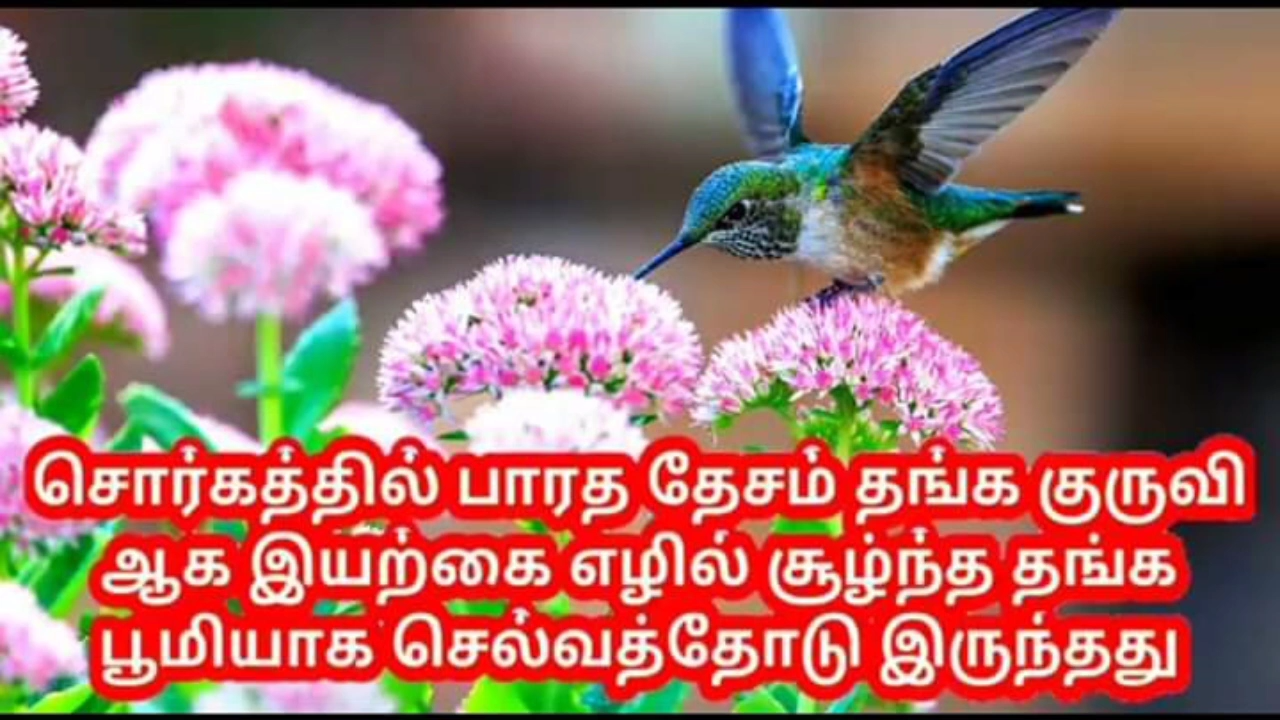 சொர்கத்தில் பாரத தேசம் தங்க குருவி
ஆக இயற்கை எழில் சூழ்ந்த தங்க
பூமியாக செல்வத்தோடு இருந்தது